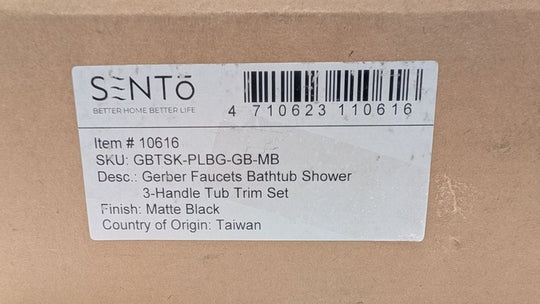 SENTō
BETTER HOME BETTER LIFE
4 710623 110616
Item # 10616
SKU: GBTSK-PLBG-GB-MB
Desc.: Gerber Faucets Bathtub Shower
3-Handle Tub Trim Set
Finish: Matte Black
Country of Origin: Taiwan